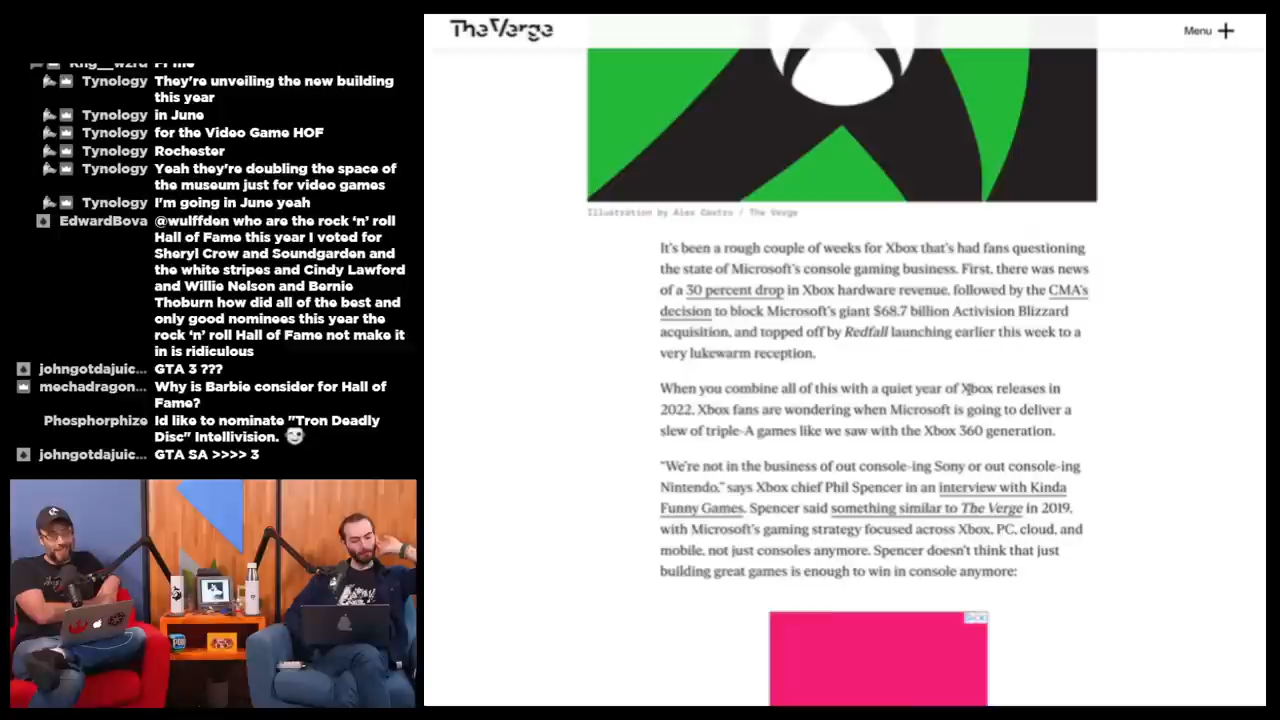 Tynology They're unveiling the new building
this year
Tynology in June
Tynology for the Video Game HOF
Tynology Rochester
Tynology Yeah they're doubling the space of
the museum just for video games
Tynology I'm going in June yeah
EdwardBova @wulffden who are the rock 'n' roll
Hall of Fame this year I voted for
Sheryl Crow and Soundgarden and
the white stripes and Cindy Lawford
and Willie Nelson and Bernie
Thoburn how did all of the best and
only good nominees this year the
rock 'n' roll Hall of Fame not make it
in is ridiculous
johngotdajuic... GTA 3 ???
mechadragon... Why is Barbie consider for Hall of
Fame?
Phosphorphize Id like to nominate "Tron Deadly
Disc" Intellivision.
johngotdajuic... GTA SA >>>> 3
The Verge
Menu
Illustration by Alex Castro / The Verge
It's been a rough couple of weeks for Xbox that's had fans questioning
the state of Microsoft's console gaming business. First, there was news
of a 30 percent drop in Xbox hardware revenue, followed by the CMA's
decision to block Microsoft's giant $68.7 billion Activision Blizzard
acquisition, and topped off by Redfall launching earlier this week to a
very lukewarm reception.
When you combine all of this with a quiet year of Xbox releases in
2022, Xbox fans are wondering when Microsoft is going to deliver a
slew of triple-A games like we saw with the Xbox 360 generation.
“We're not in the business of out console-ing Sony or out console-ing
Nintendo,” says Xbox chief Phil Spencer in an interview with Kinda
Funny Games. Spencer said something similar to The Verge in 2019,
with Microsoft's gaming strategy focused across Xbox, PC, cloud, and
mobile, not just consoles anymore. Spencer doesn't think that just
building great games is enough to win in console anymore: